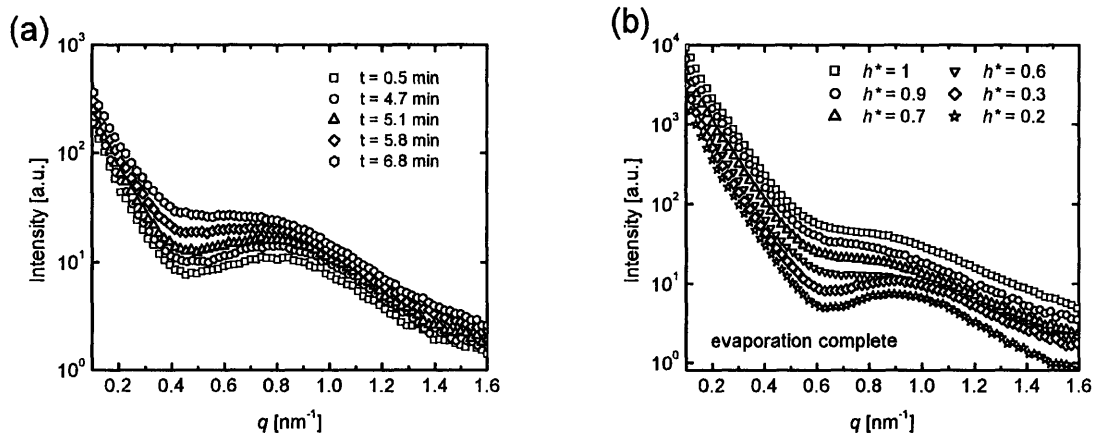 (a)
10³
10²
10¹
10⁰
Intensity [a.u.]
t = 0.5 min
t = 4.7 min
t = 5.1 min
t = 5.8 min
t = 6.8 min
0.2 0.4 0.6 0.8 1.0 1.2 1.4 1.6
q [nm⁻¹]
(b)
10⁴
10³
10²
10¹
10⁰
Intensity [a.u.]
h* = 1 h* = 0.6
h* = 0.9 h* = 0.3
h* = 0.7 h* = 0.2
evaporation complete
0.2 0.4 0.6 0.8 1.0 1.2 1.4 1.6
q [nm⁻¹]